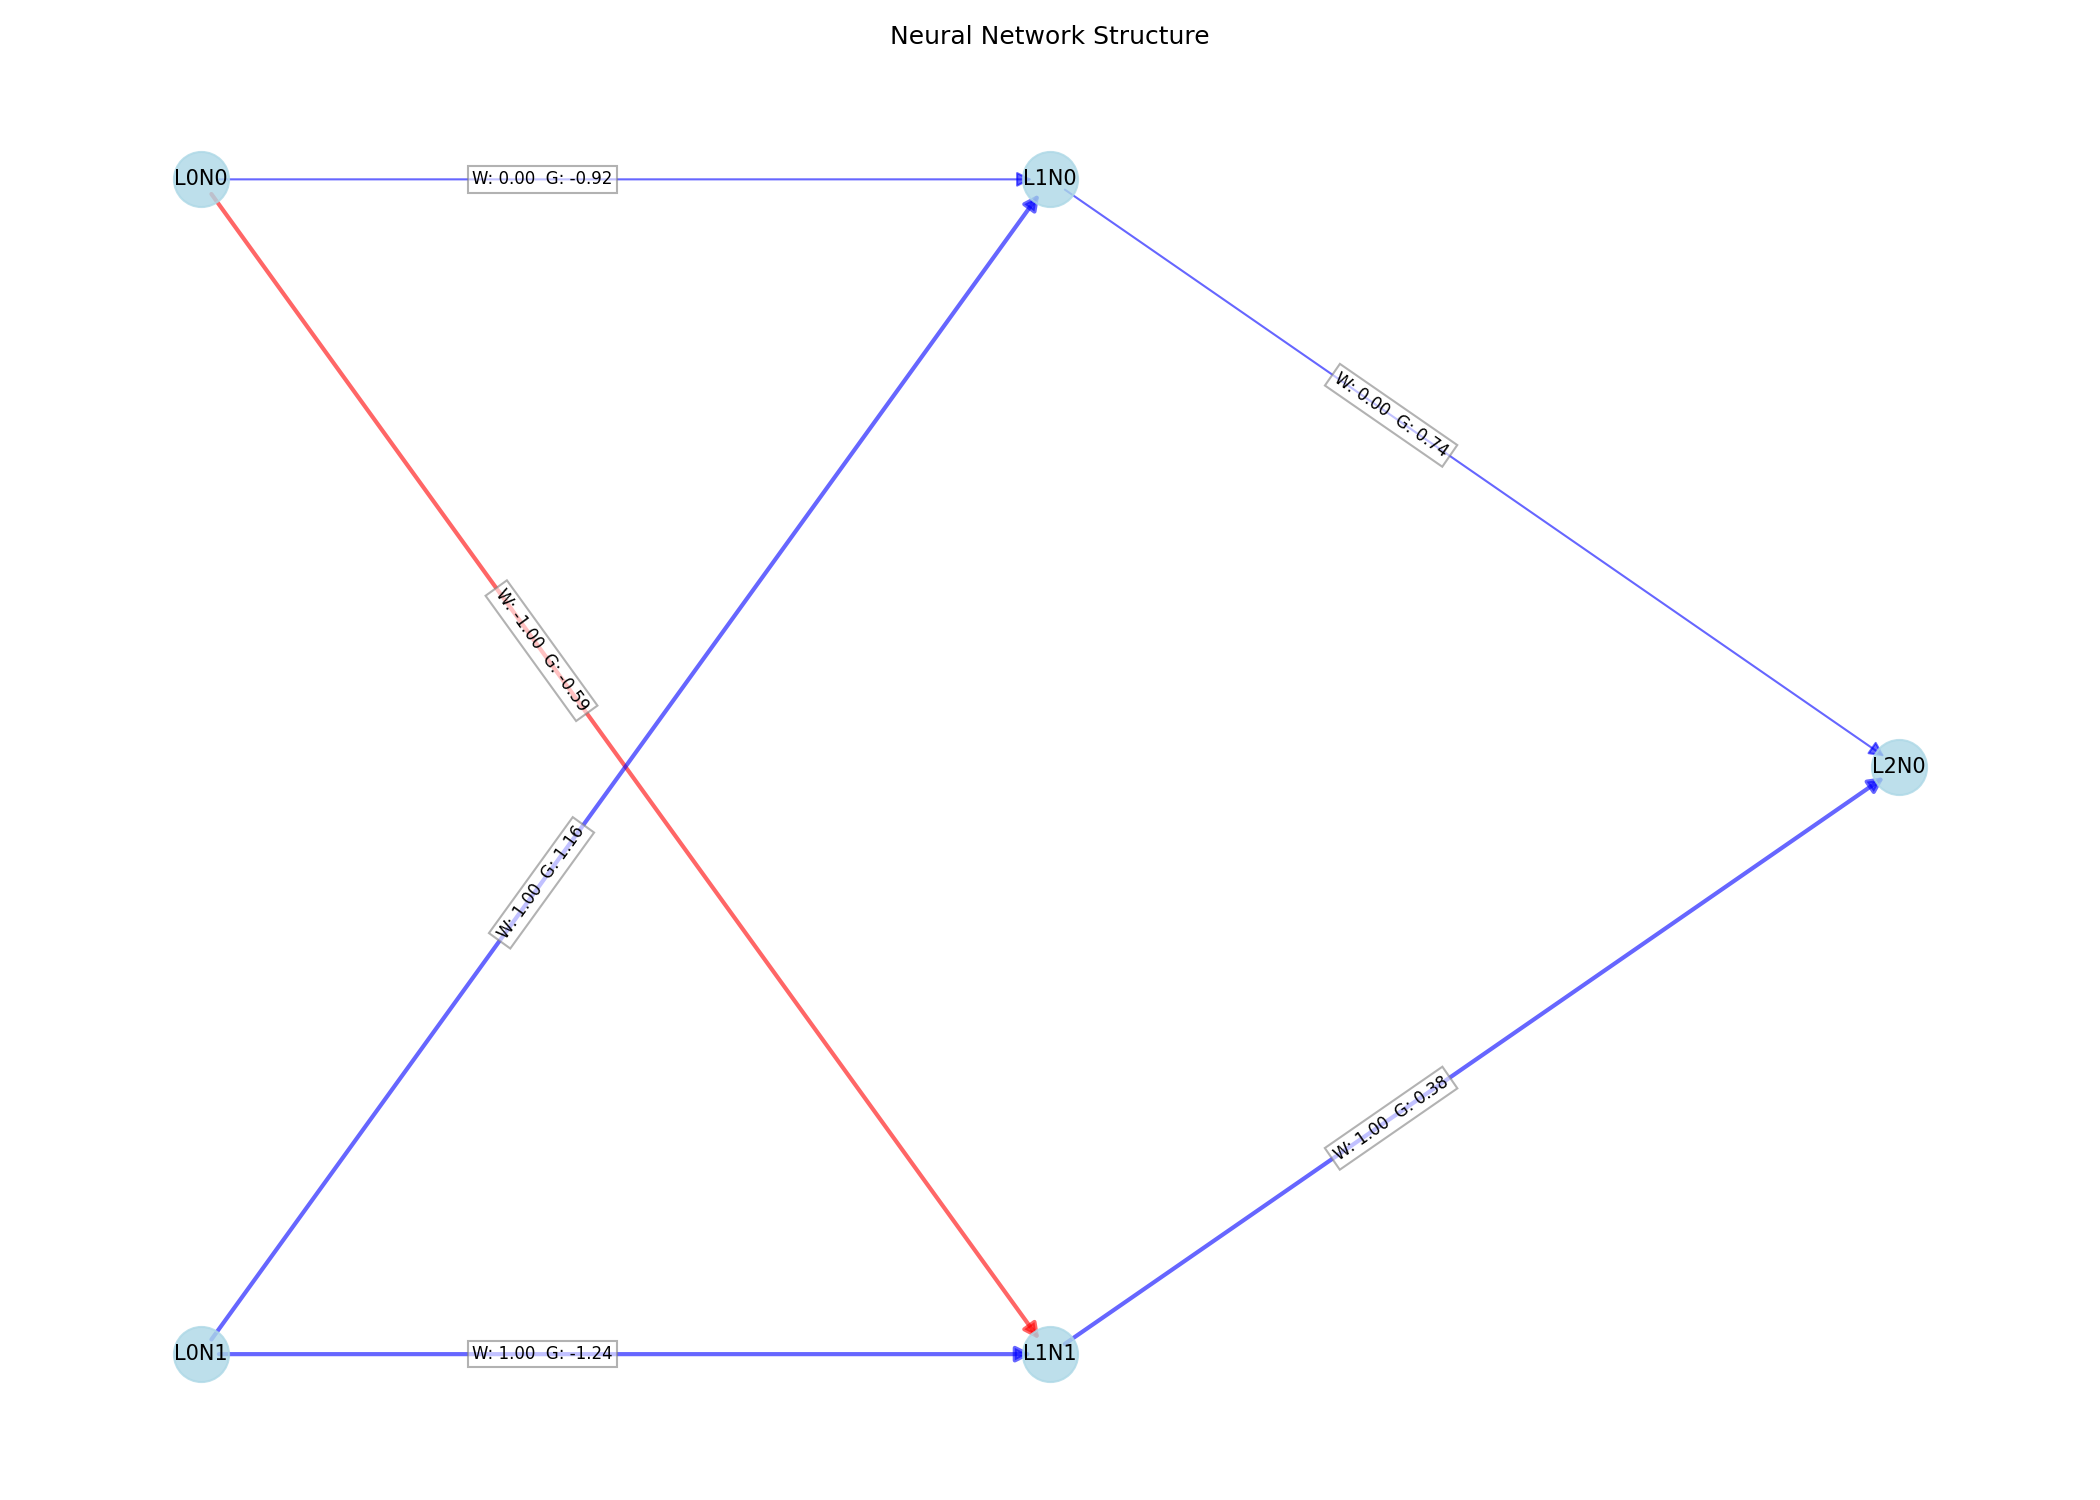 Neural Network Structure
L0N0
W: 0.00  G: -0.92
L1N0
W: 0.00  G: 0.74
W: -1.00  G: -0.59
L2N0
W: 1.00  G: 1.16
W: 1.00  G: 0.38
L0N1
W: 1.00  G: -1.24
L1N1